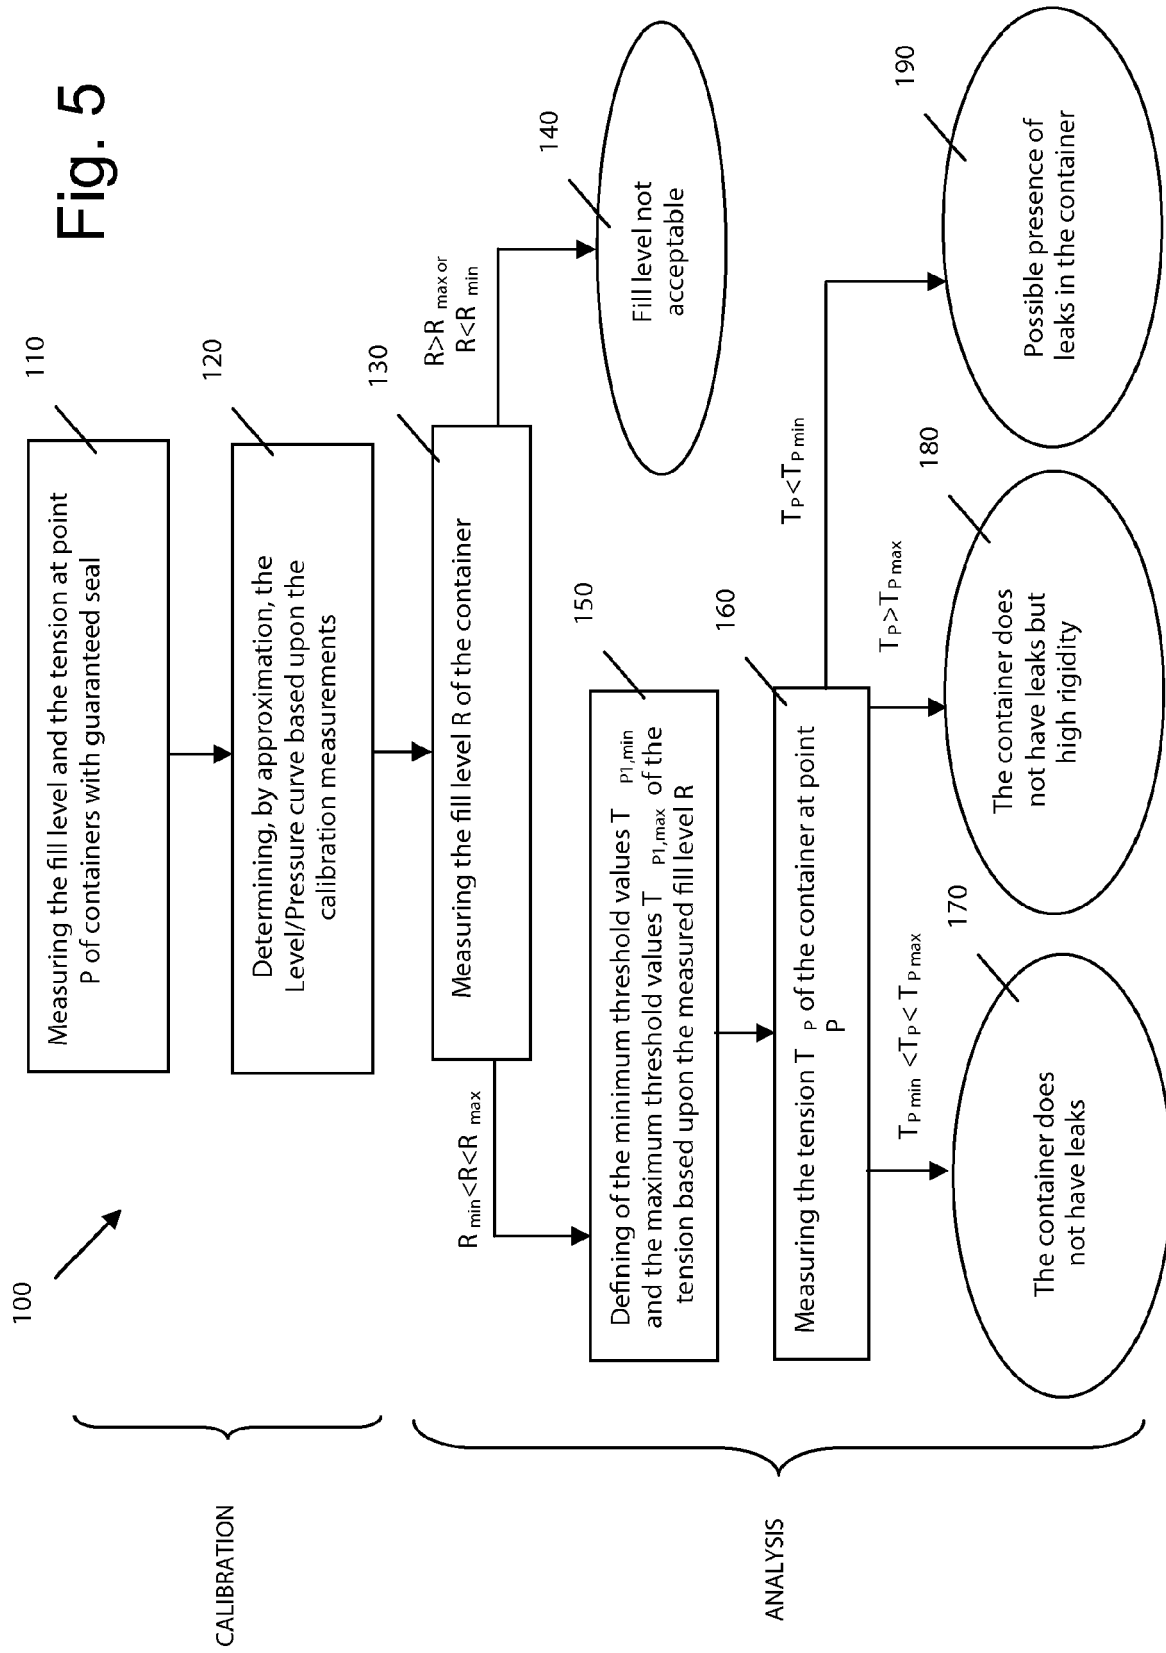 Fig. 5
100
110
Measuring the fill level and the tension at point
P of containers with guaranteed seal
120
Determining, by approximation, the
Level/Pressure curve based upon the
calibration measurements
130
Measuring the fill level R of the container
R>R max or
R<R min
140
Fill level not
acceptable
R min <R<R max
150
Defining of the minimum threshold values T P1,min
and the maximum threshold values T P1,max of the
tension based upon the measured fill level R
160
Measuring the tension T P of the container at point
P
T P min <T P < T P max
170
The container does
not have leaks
T P >T P max
180
The container does
not have leaks but
high rigidity
T P <T P min
190
Possible presence of
leaks in the container
CALIBRATION
ANALYSIS